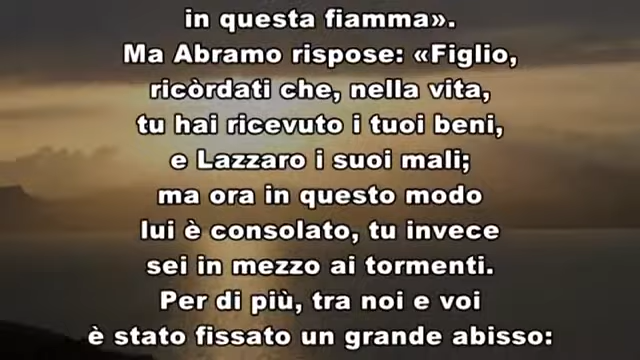 in questa fiamma».
Ma Abramo rispose: «Figlio,
ricòrdati che, nella vita,
tu hai ricevuto i tuoi beni,
e Lazzaro i suoi mali;
ma ora in questo modo
lui è consolato, tu invece
sei in mezzo ai tormenti.
Per di più, tra noi e voi
è stato fissato un grande abisso: